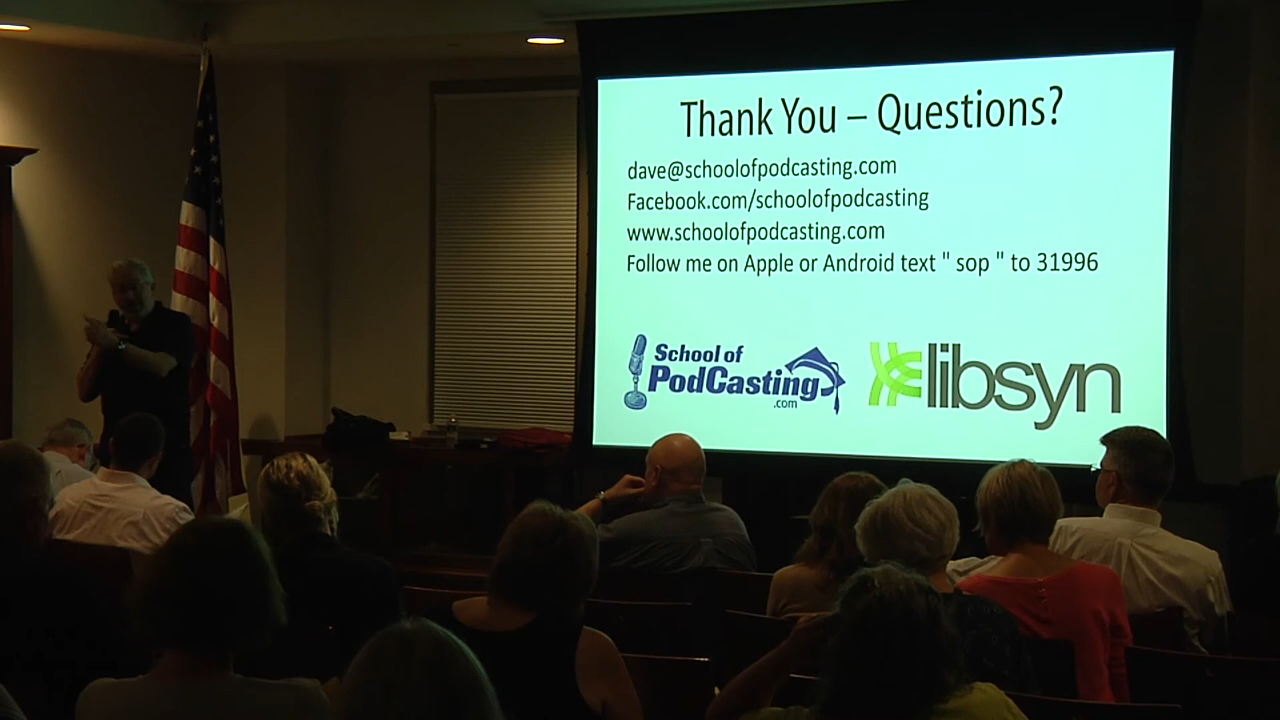 Thank You – Questions?
dave@schoolofpodcasting.com
Facebook.com/schoolofpodcasting
www.schoolofpodcasting.com
Follow me on Apple or Android text " sop " to 31996
School of
PodCasting
.com
libsyn